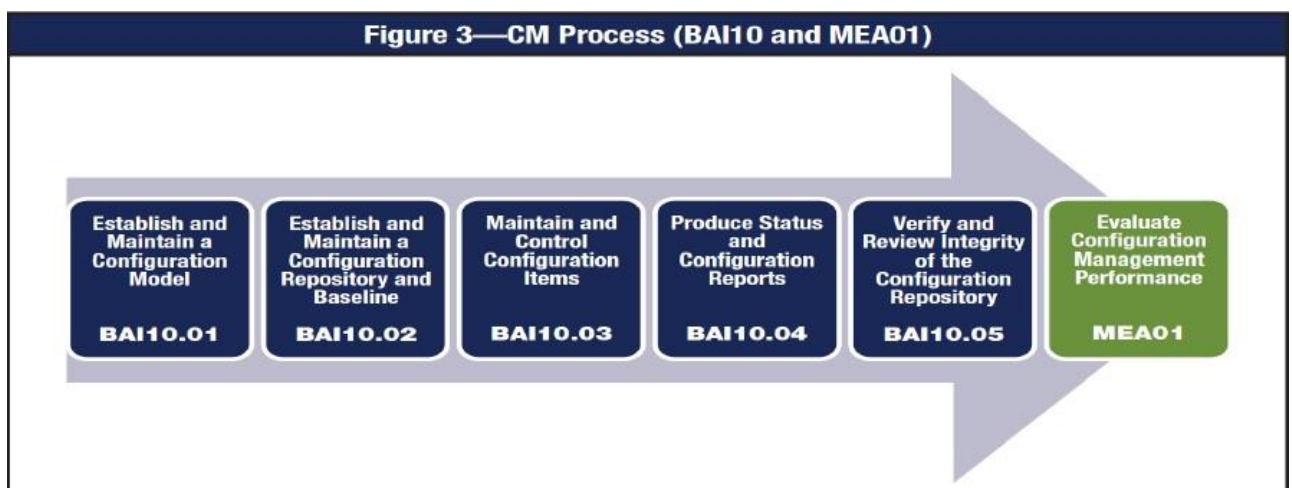 Figure 3—CM Process (BAI10 and MEA01)
Establish and
Maintain a
Configuration
Model
BAI10.01
Establish and
Maintain a
Configuration
Repository and
Baseline
BAI10.02
Maintain and
Control
Configuration
Items
BAI10.03
Produce Status
and
Configuration
Reports
BAI10.04
Verify and
Review Integrity
of the
Configuration
Repository
BAI10.05
Evaluate
Configuration
Management
Performance
MEA01